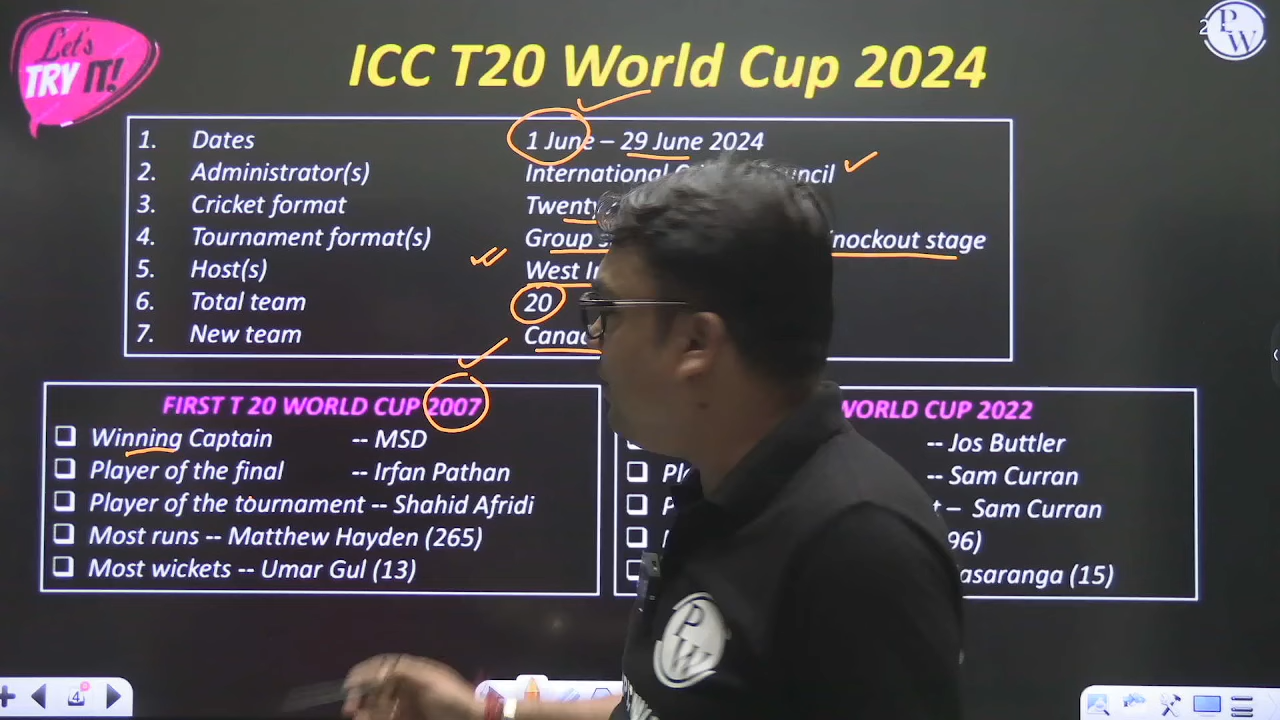 Let's
TRY IT!
ICC T20 World Cup 2024
PW
1. Dates 1 June – 29 June 2024
2. Administrator(s) International
3. Cricket format
4. Tournament format(s) Group stage
5. Host(s) West
6. Total team 20
7. New team
FIRST T 20 WORLD CUP 2007
❑ Winning Captain -- MSD
❑ Player of the final -- Irfan Pathan
❑ Player of the tournament -- Shahid Afridi
❑ Most runs -- Matthew Hayden (265)
❑ Most wickets -- Umar Gul (13)
WORLD CUP 2022
-- Jos Buttler
-- Sam Curran
– Sam Curran
(15)
4
PW